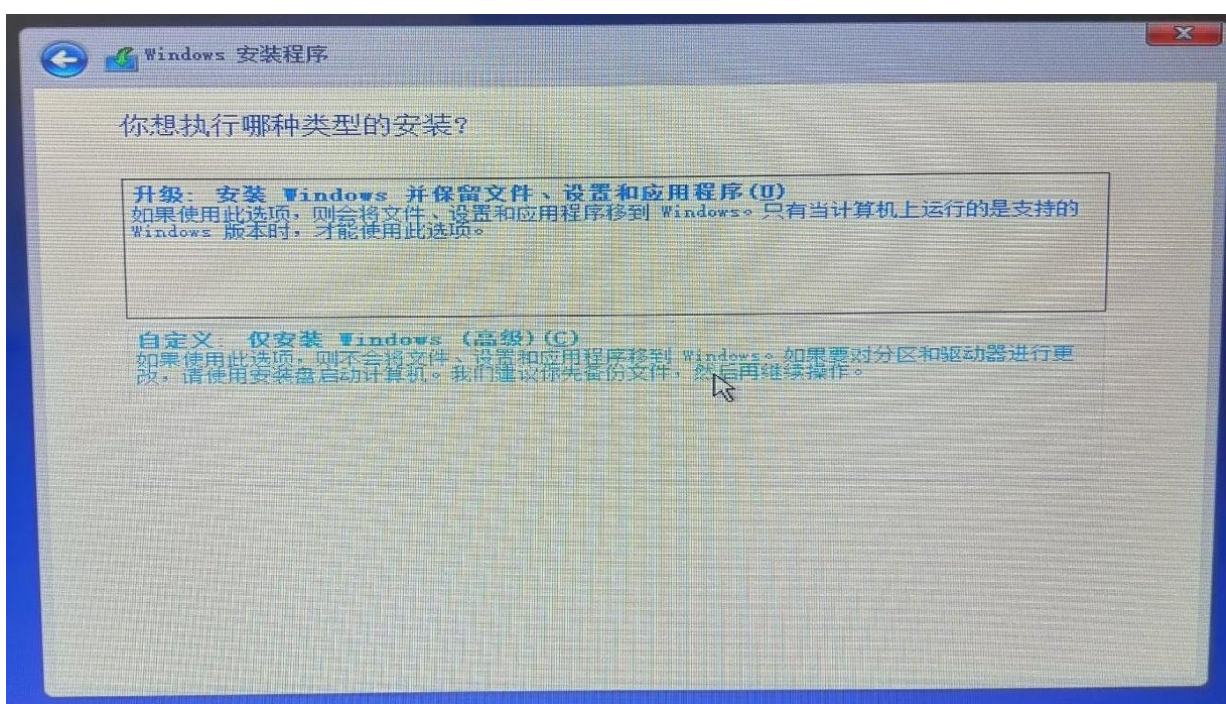 Windows 安装程序
你想执行哪种类型的安装?
升级: 安装 Windows 并保留文件、设置和应用程序(U)
如果使用此选项，则会将文件、设置和应用程序移到 Windows。只有当计算机上运行的是支持的
Windows 版本时，才能使用此选项。
自定义: 仅安装 Windows (高级)(C)
如果使用此选项，则不会将文件、设置和应用程序移到 Windows。如果要对分区和驱动器进行更
改，请使用安装盘启动计算机。我们建议你先备份文件，然后再继续操作。